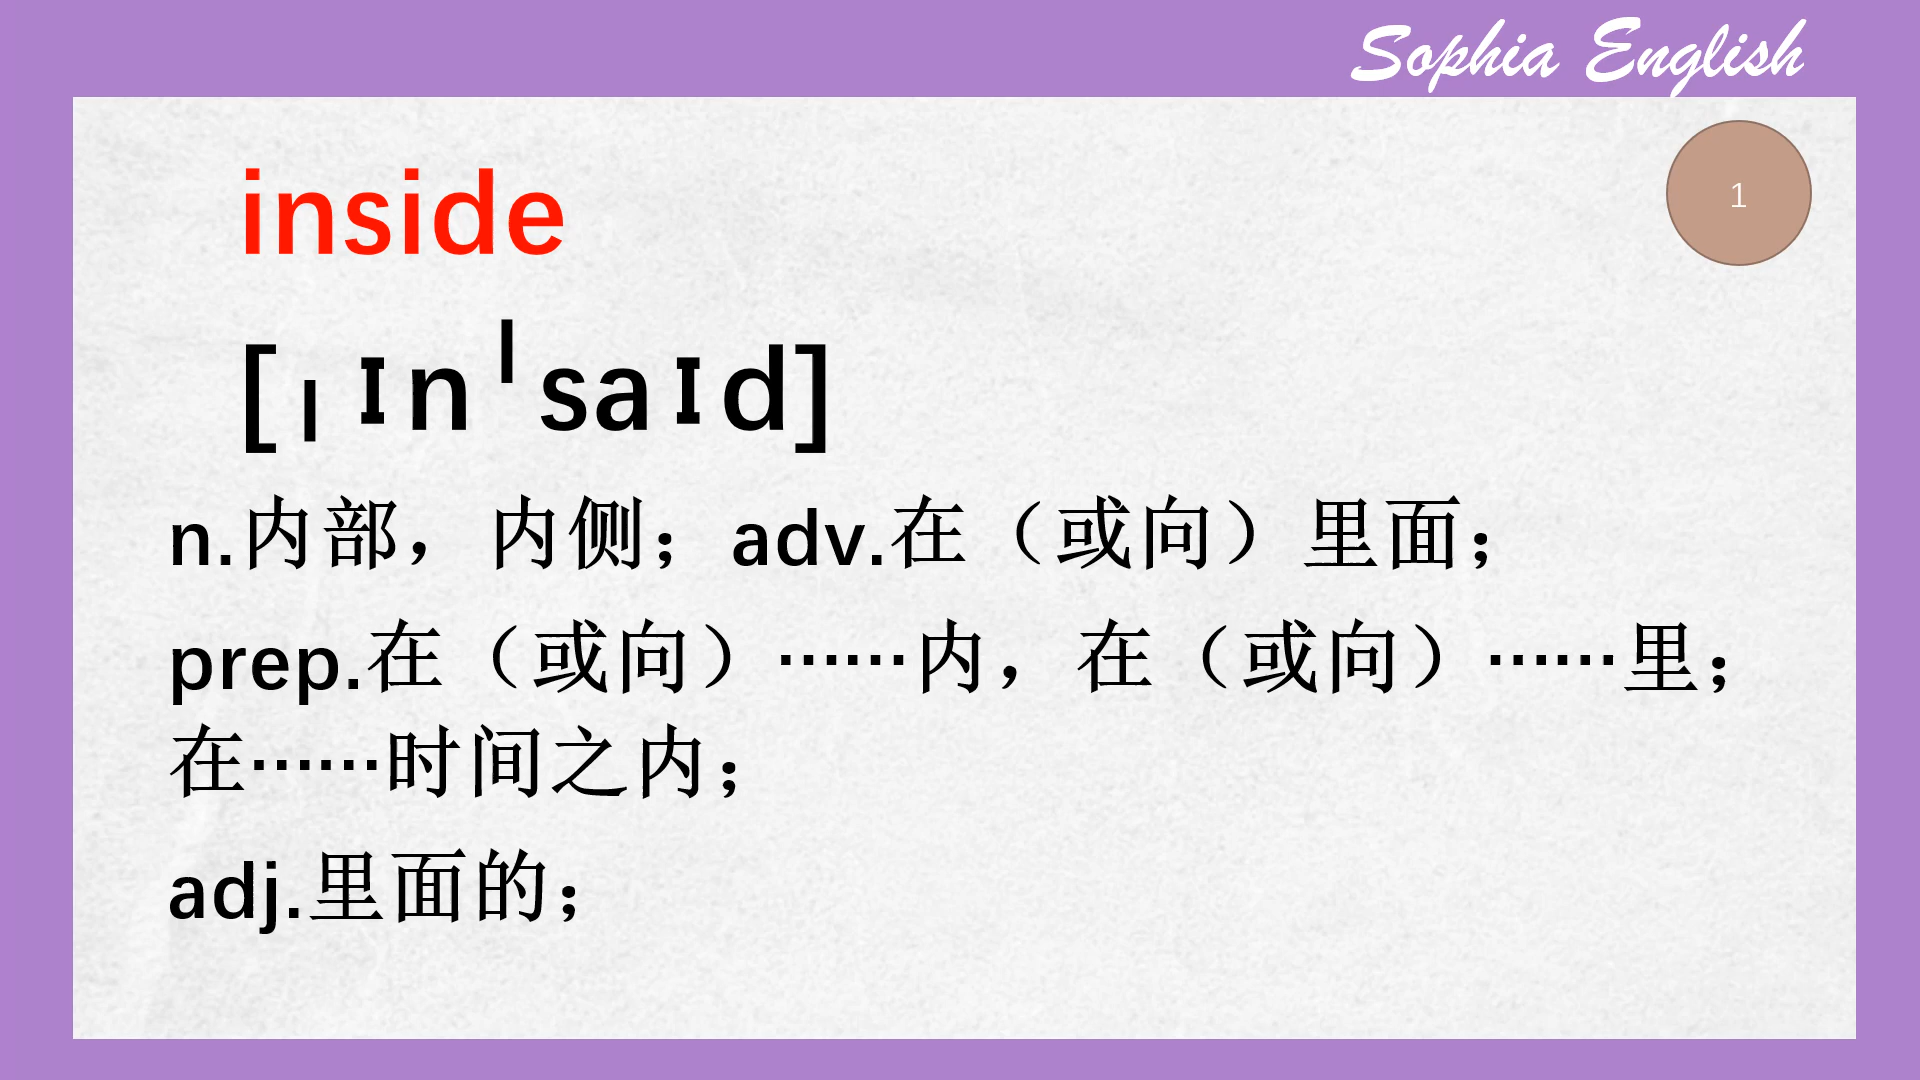 Sophia English
1
inside
[ˌɪnˈsaɪd]
n.内部，内侧；adv.在（或向）里面；
prep.在（或向）……内，在（或向）……里；
在……时间之内；
adj.里面的；